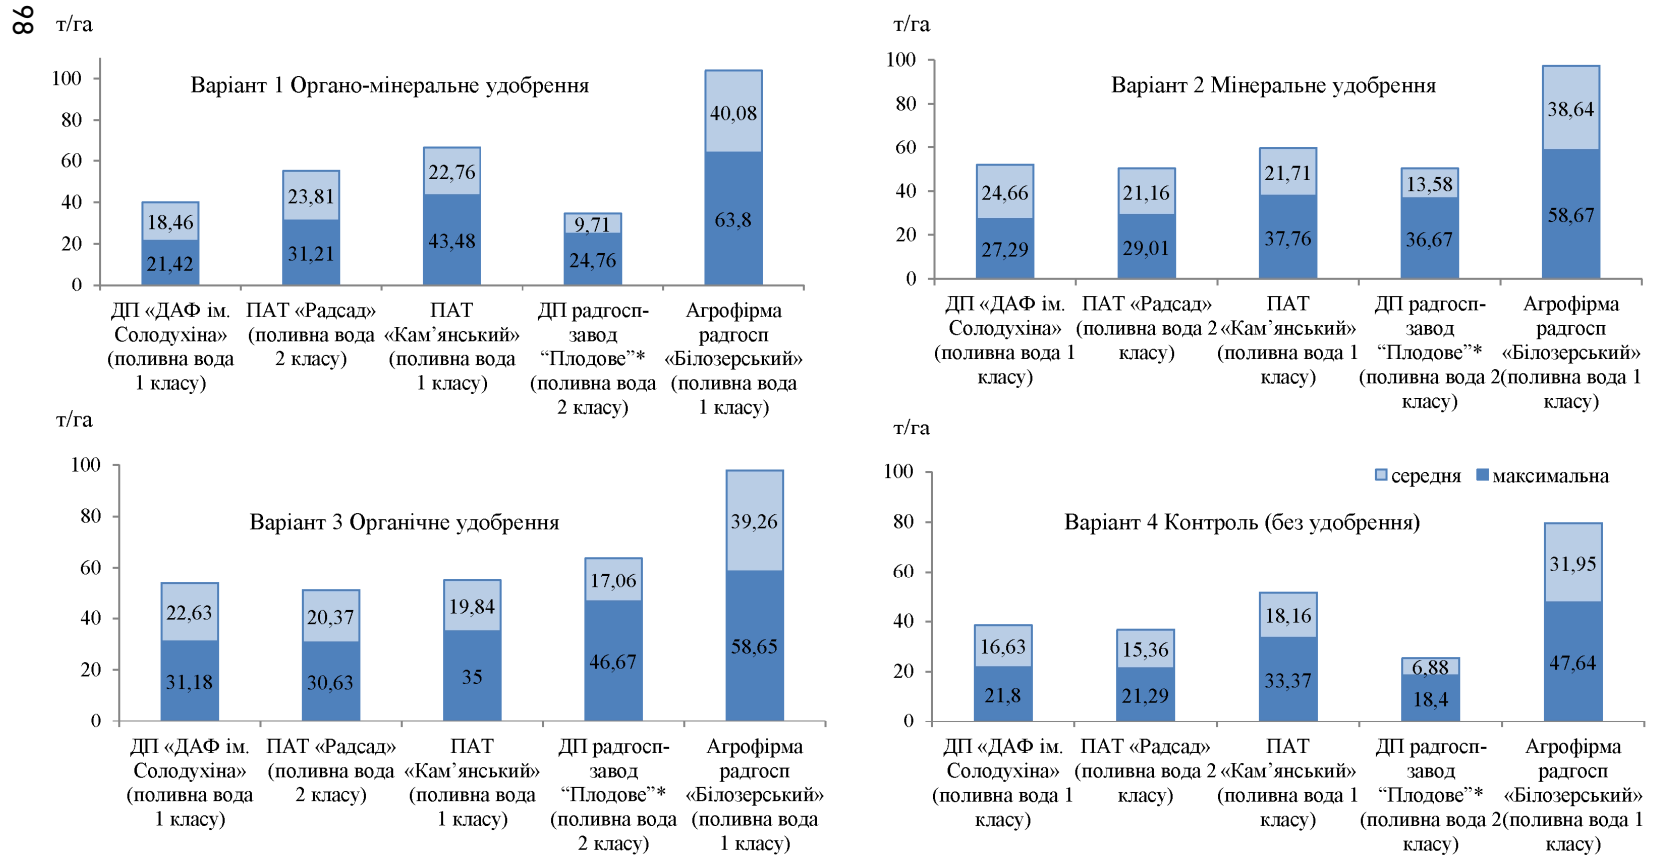 98
т/га
Варіант 1 Органо-мінеральне удобрення
100
80
60
40
20
0
18,46
21,42
23,81
31,21
22,76
43,48
9,71
24,76
40,08
63,8
ДП «ДАФ ім.
Солодухіна»
(поливна вода
1 класу)
ПАТ «Радсад»
(поливна вода
2 класу)
ПАТ
«Кам’янський»
(поливна вода
1 класу)
ДП радгосп-
завод
“Плодове”*
(поливна вода
2 класу)
Агрофірма
радгосп
«Білозерський»
(поливна вода
1 класу)
т/га
Варіант 2 Мінеральне удобрення
100
80
60
40
20
0
24,66
27,29
21,16
29,01
21,71
37,76
13,58
36,67
38,64
58,67
ДП «ДАФ ім.
Солодухіна»
(поливна вода 1
класу)
ПАТ «Радсад»
(поливна вода 2
класу)
ПАТ
«Кам’янський»
(поливна вода 1
класу)
ДП радгосп-
завод
“Плодове”*
(поливна вода 2
класу)
Агрофірма
радгосп
«Білозерський»
(поливна вода 1
класу)
т/га
Варіант 3 Органічне удобрення
100
80
60
40
20
0
22,63
31,18
20,37
30,63
19,84
35
17,06
46,67
39,26
58,65
ДП «ДАФ ім.
Солодухіна»
(поливна вода
1 класу)
ПАТ «Радсад»
(поливна вода
2 класу)
ПАТ
«Кам’янський»
(поливна вода
1 класу)
ДП радгосп-
завод
“Плодове”*
(поливна вода
2 класу)
Агрофірма
радгосп
«Білозерський»
(поливна вода
1 класу)
т/га
середня
максимальна
Варіант 4 Контроль (без удобрення)
100
80
60
40
20
0
16,63
21,8
15,36
21,29
18,16
33,37
6,88
18,4
31,95
47,64
ДП «ДАФ ім.
Солодухіна»
(поливна вода 1
класу)
ПАТ «Радсад»
(поливна вода 2
класу)
ПАТ
«Кам’янський»
(поливна вода 1
класу)
ДП радгосп-
завод
“Плодове”*
(поливна вода 2
класу)
Агрофірма
радгосп
«Білозерський»
(поливна вода 1
класу)